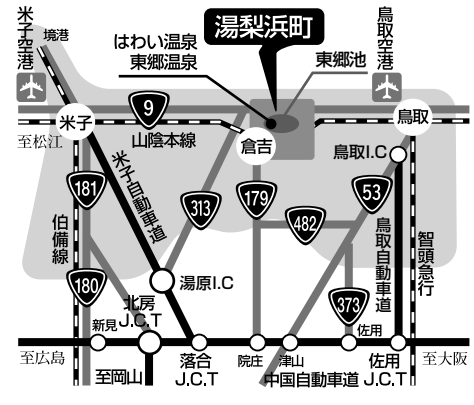 湯梨浜町
米子空港
境港
はわい温泉
東郷温泉
東郷池
鳥取空港
9
米子
山陰本線
倉吉
鳥取
至松江
鳥取I.C
米子自動車道
181
313
179
482
53
伯備線
鳥取自動車道
智頭急行
180
湯原I.C
北房
J.C.T
373
新見
佐用
至広島
至岡山
落合
J.C.T
院庄
津山
中国自動車道
佐用
J.C.T
至大阪